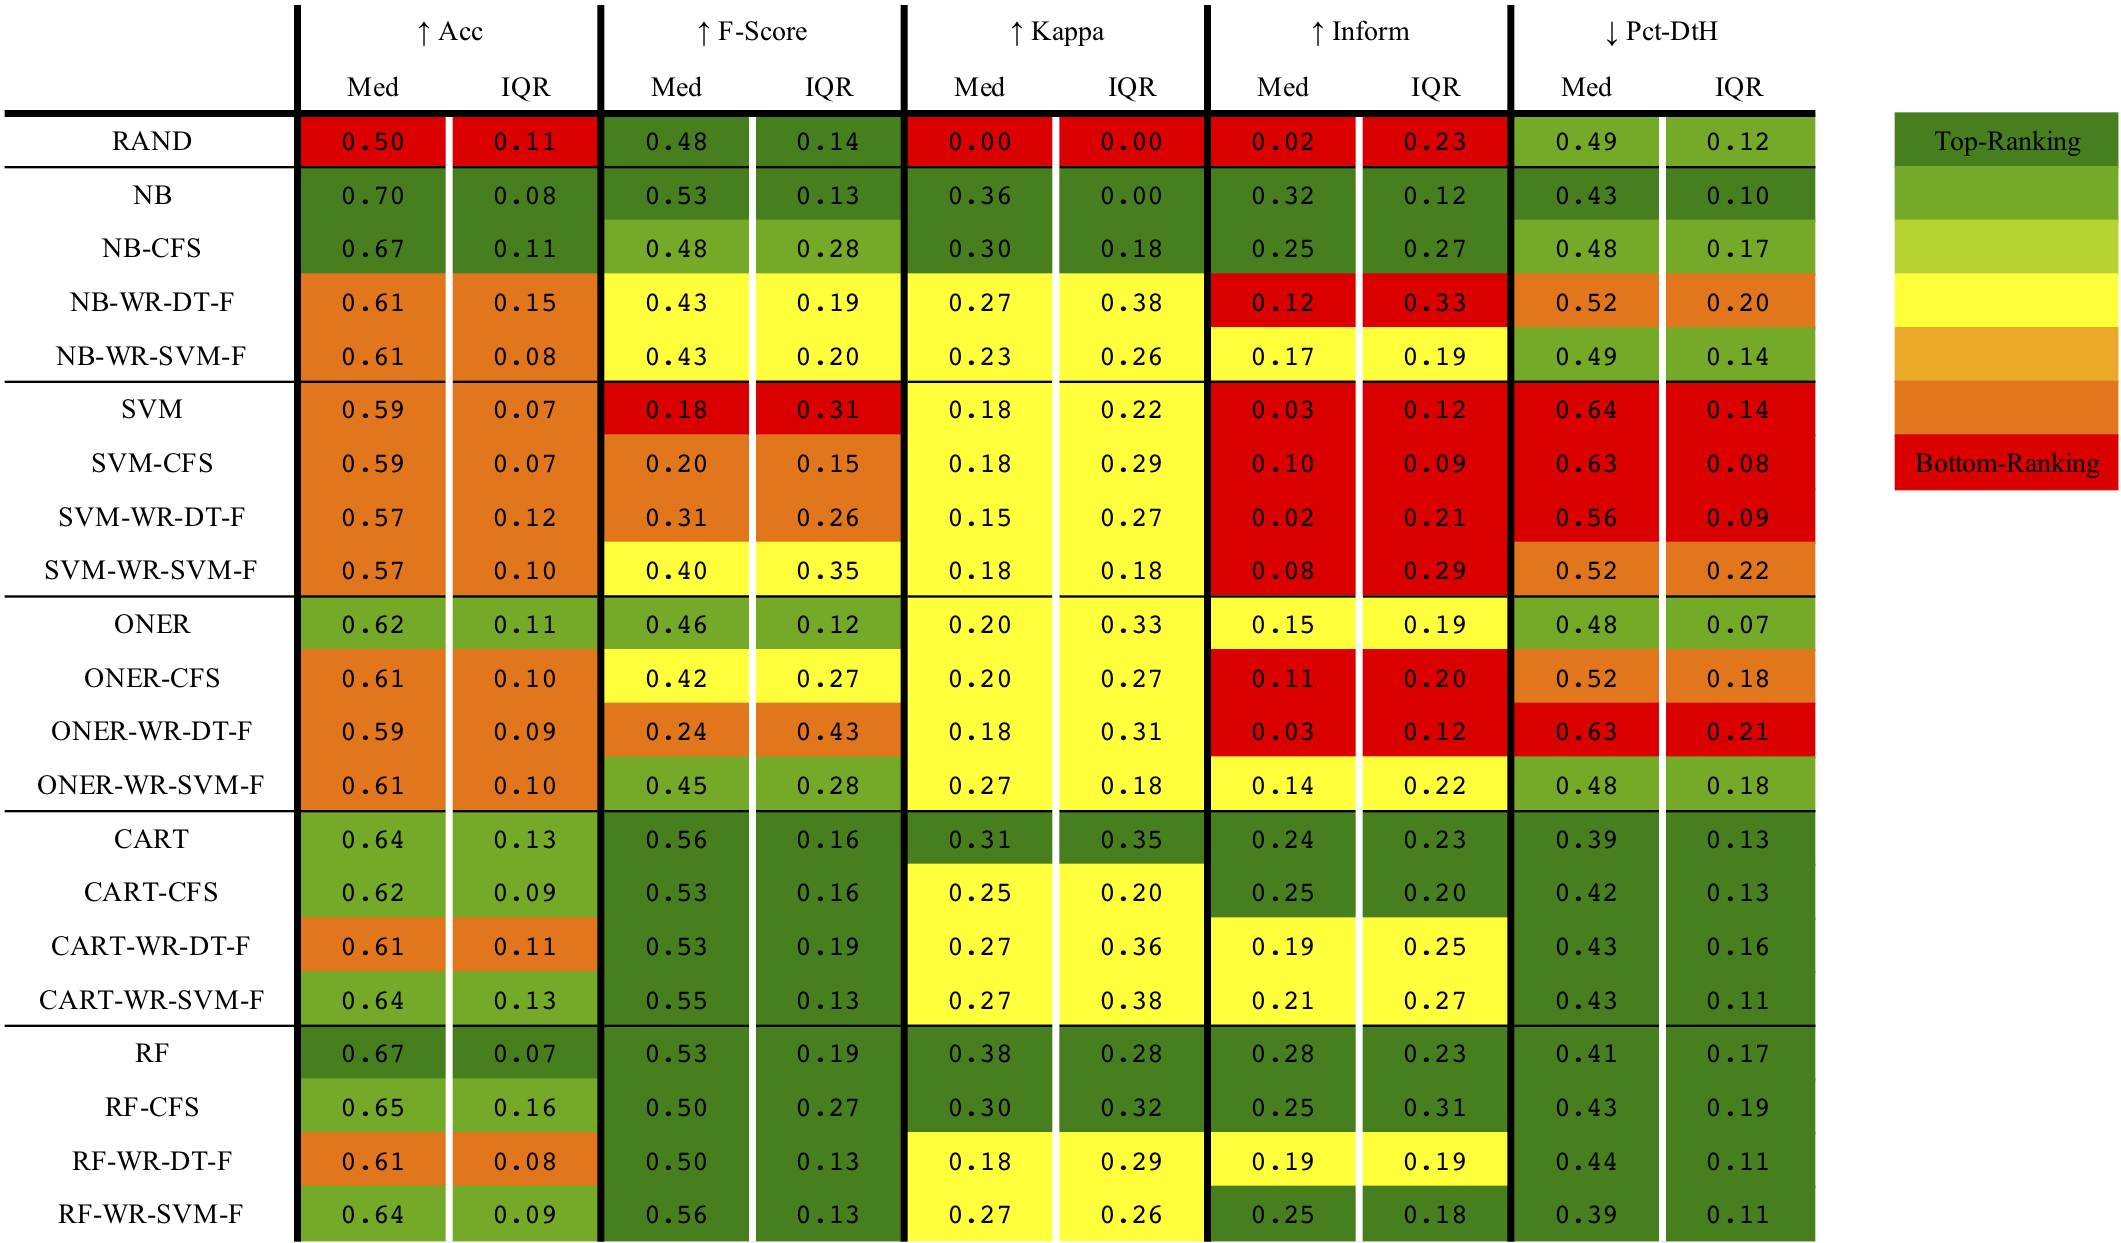 ↑ Acc ↑ F-Score ↑ Kappa ↑ Inform ↓ Pct-DtH
Med IQR Med IQR Med IQR Med IQR Med IQR
RAND 0.50 0.11 0.48 0.14 0.00 0.00 0.02 0.23 0.49 0.12 Top-Ranking
NB 0.70 0.08 0.53 0.13 0.36 0.00 0.32 0.12 0.43 0.10
NB-CFS 0.67 0.11 0.48 0.28 0.30 0.18 0.25 0.27 0.48 0.17
NB-WR-DT-F 0.61 0.15 0.43 0.19 0.27 0.38 0.12 0.33 0.52 0.20
NB-WR-SVM-F 0.61 0.08 0.43 0.20 0.23 0.26 0.17 0.19 0.49 0.14
SVM 0.59 0.07 0.18 0.31 0.18 0.22 0.03 0.12 0.64 0.14
SVM-CFS 0.59 0.07 0.20 0.15 0.18 0.29 0.10 0.09 0.63 0.08 Bottom-Ranking
SVM-WR-DT-F 0.57 0.12 0.31 0.26 0.15 0.27 0.02 0.21 0.56 0.09
SVM-WR-SVM-F 0.57 0.10 0.40 0.35 0.18 0.18 0.08 0.29 0.52 0.22
ONER 0.62 0.11 0.46 0.12 0.20 0.33 0.15 0.19 0.48 0.07
ONER-CFS 0.61 0.10 0.42 0.27 0.20 0.27 0.11 0.20 0.52 0.18
ONER-WR-DT-F 0.59 0.09 0.24 0.43 0.18 0.31 0.03 0.12 0.63 0.21
ONER-WR-SVM-F 0.61 0.10 0.45 0.28 0.27 0.18 0.14 0.22 0.48 0.18
CART 0.64 0.13 0.56 0.16 0.31 0.35 0.24 0.23 0.39 0.13
CART-CFS 0.62 0.09 0.53 0.16 0.25 0.20 0.25 0.20 0.42 0.13
CART-WR-DT-F 0.61 0.11 0.53 0.19 0.27 0.36 0.19 0.25 0.43 0.16
CART-WR-SVM-F 0.64 0.13 0.55 0.13 0.27 0.38 0.21 0.27 0.43 0.11
RF 0.67 0.07 0.53 0.19 0.38 0.28 0.28 0.23 0.41 0.17
RF-CFS 0.65 0.16 0.50 0.27 0.30 0.32 0.25 0.31 0.43 0.19
RF-WR-DT-F 0.61 0.08 0.50 0.13 0.18 0.29 0.19 0.19 0.44 0.11
RF-WR-SVM-F 0.64 0.09 0.56 0.13 0.27 0.26 0.25 0.18 0.39 0.11